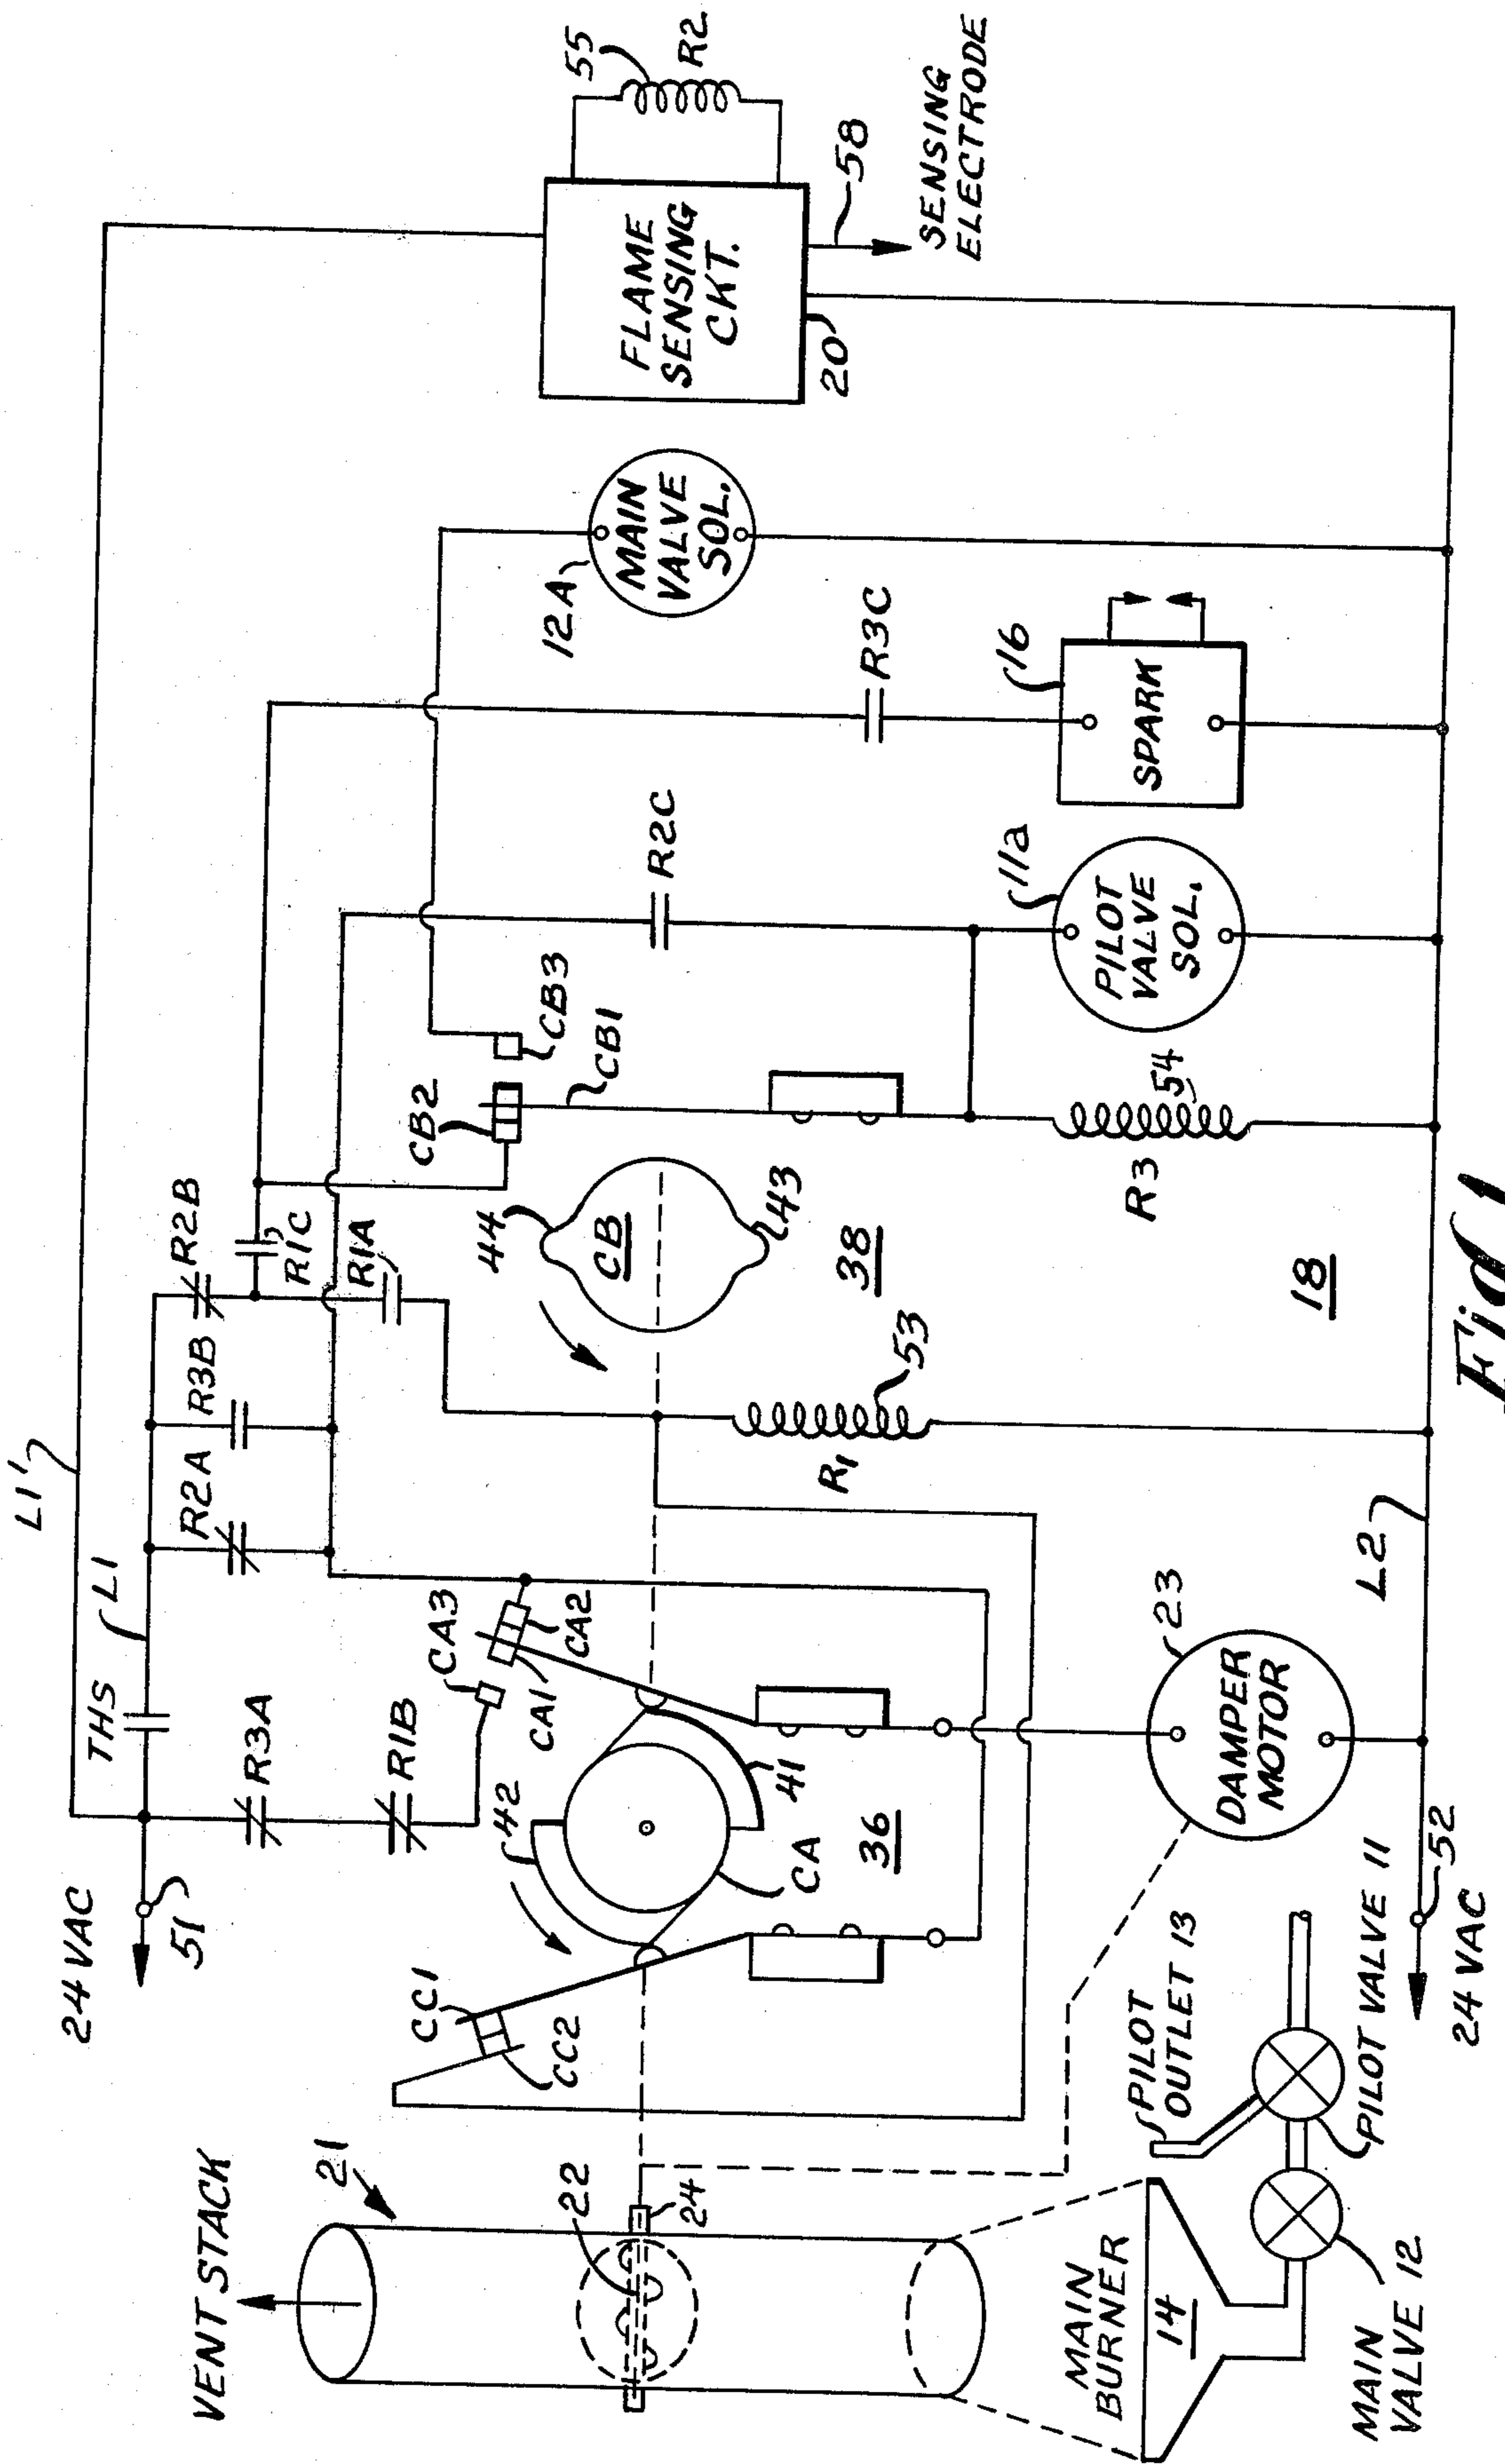 VENT STACK
21
22
24
MAIN
BURNER
14
MAIN
VALVE 12
PILOT
OUTLET 13
PILOT VALVE 11
24 VAC
51
L1'
THS
L1
R3A
R1B
CA3
CA2
CA1
CC1
CC2
42
41
CA
36
DAMPER
MOTOR
23
24 VAC
52
L2
R2A
R3B
R2B
R1C
R1A
R1
53
44
CB
43
38
18
CB2
CB3
CB1
R3
54
R2C
PILOT
VALVE
SOL.
11a
R3C
SPARK
16
MAIN
VALVE
SOL.
12A
FLAME
SENSING
CKT.
20
55
R2
58
SENSING
ELECTRODE
Fig 1